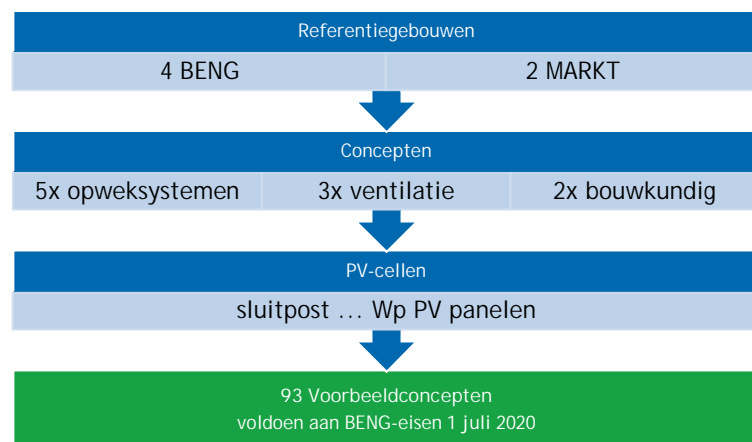 Referentiegebouwen
4 BENG
2 MARKT
Concepten
5x opweksystemen
3x ventilatie
2x bouwkundig
PV-cellen
sluitpost … Wp PV panelen
93 Voorbeeldconcepten
voldoen aan BENG-eisen 1 juli 2020